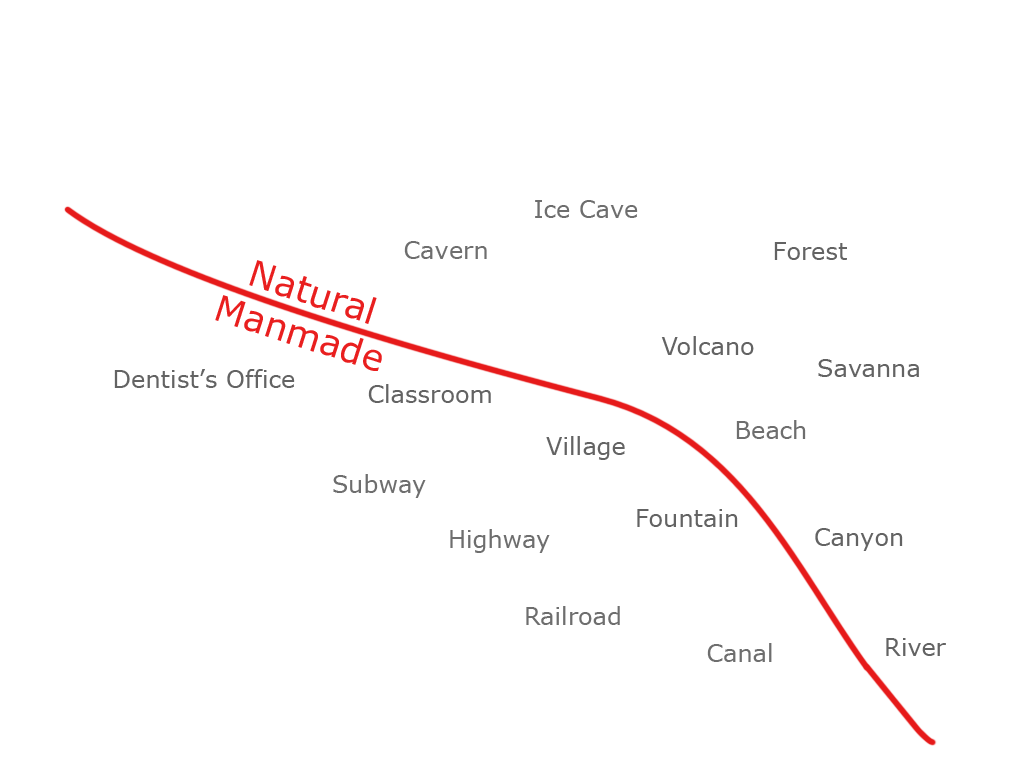 Ice Cave
Cavern
Forest
Natural
Manmade
Volcano
Savanna
Dentist’s Office
Classroom
Beach
Village
Subway
Fountain
Highway
Canyon
Railroad
River
Canal